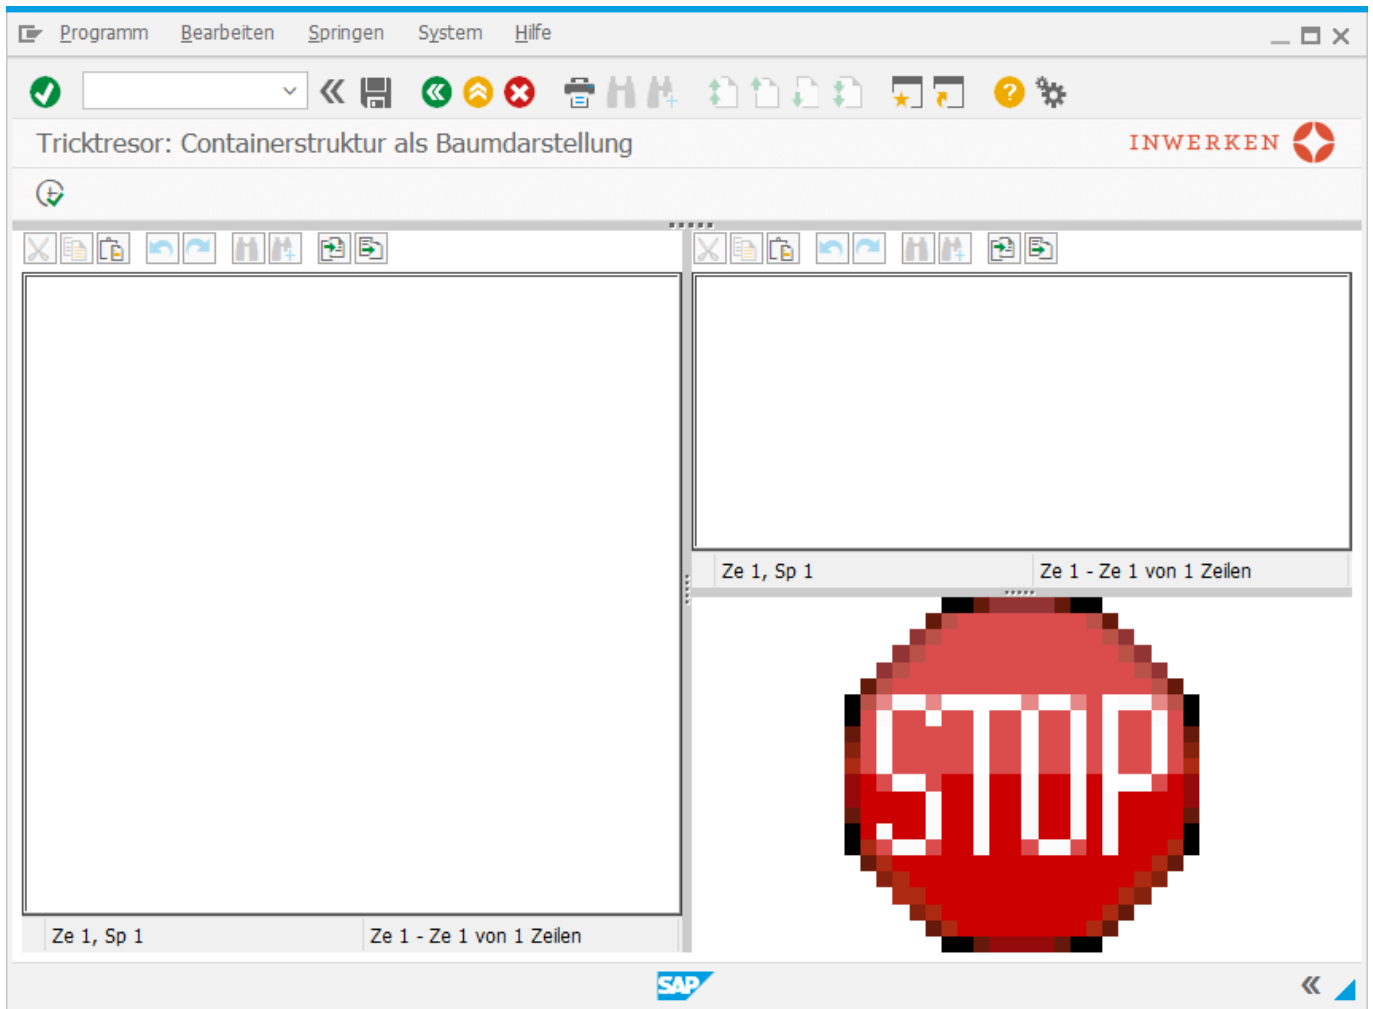 Programm Bearbeiten Springen System Hilfe
Tricktresor: Containerstruktur als Baumdarstellung
INWERKEN
Ze 1, Sp 1 Ze 1 - Ze 1 von 1 Zeilen
STOP
Ze 1, Sp 1 Ze 1 - Ze 1 von 1 Zeilen
SAP